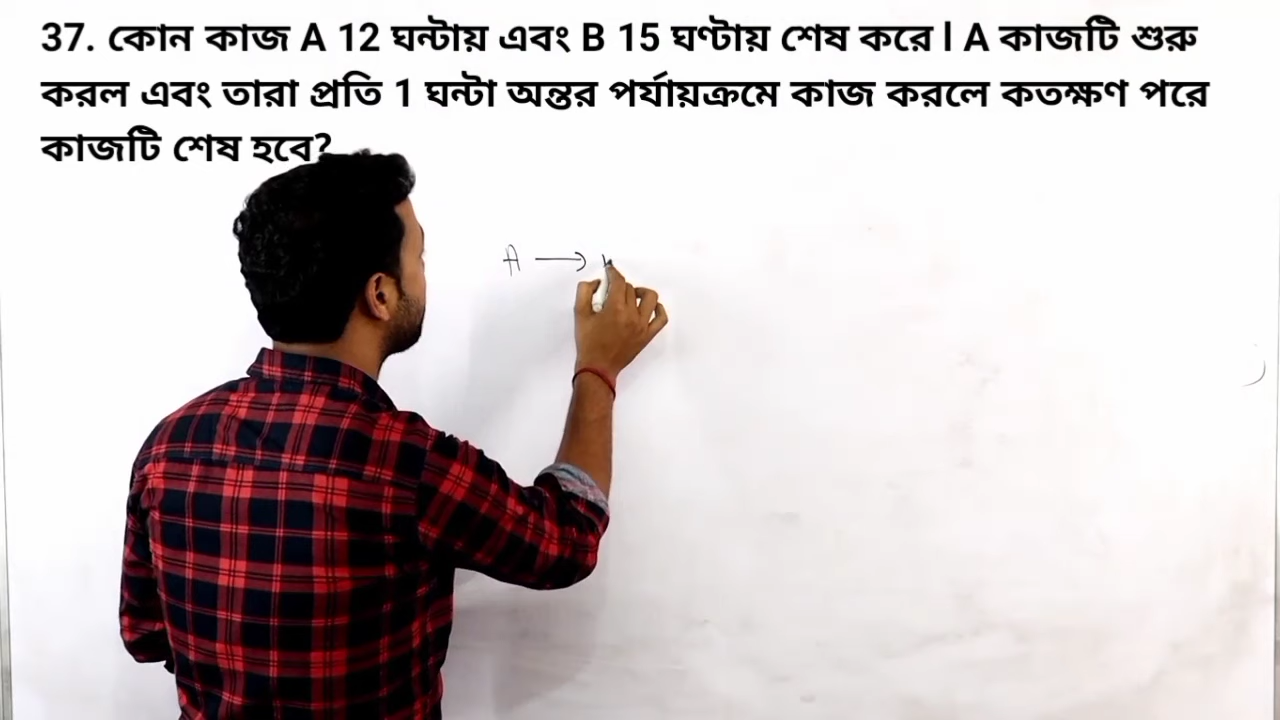 37. কোন কাজ A 12 ঘন্টায় এবং B 15 ঘণ্টায় শেষ করে l A কাজটি শুরু
করল এবং তারা প্রতি 1 ঘন্টা অন্তর পর্যায়ক্রমে কাজ করলে কতক্ষণ পরে
কাজটি শেষ হবে?
A →